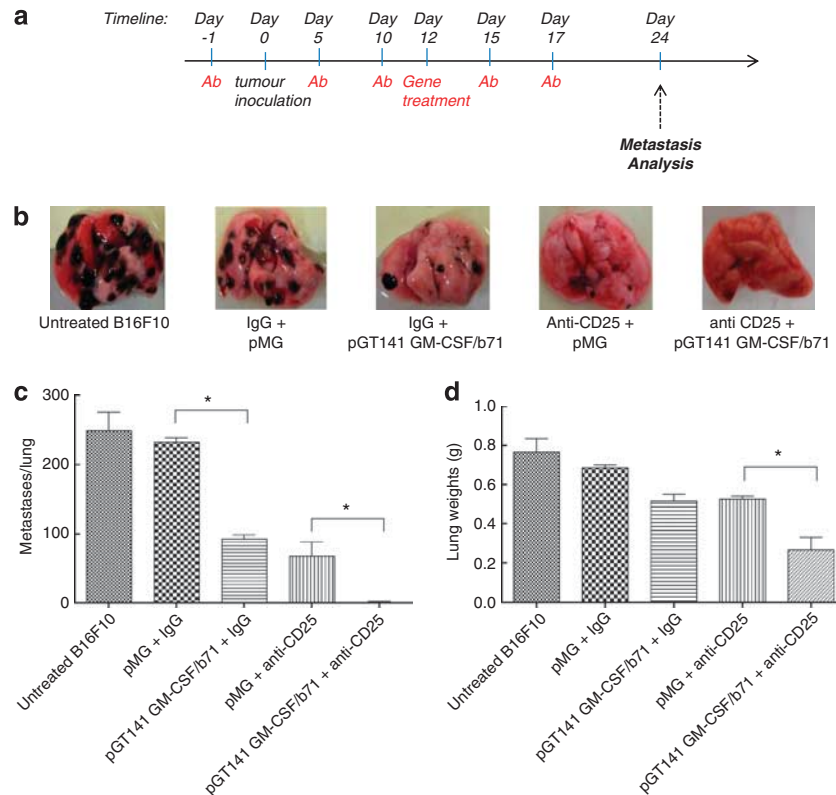 a
Timeline: Day Day Day Day Day Day Day Day
-1 0 5 10 12 15 17 24
Ab tumour Ab Ab Gene Ab Ab
inoculation treatment
Metastasis
Analysis
b
Untreated B16F10
IgG +
pMG
IgG +
pGT141 GM-CSF/b71
Anti-CD25 +
pMG
anti CD25 +
pGT141 GM-CSF/b71
c
Metastases/lung
300
200
100
0
*
*
Untreated B16F10
pMG + IgG
pGT141 GM-CSF/b71 + IgG
pMG + anti-CD25
pGT141 GM-CSF/b71 + anti-CD25
d
Lung weights (g)
1.0
0.8
0.6
0.4
0.2
0.0
*
Untreated B16F10
pMG + IgG
pGT141 GM-CSF/b71 + IgG
pMG + anti-CD25
pGT141 GM-CSF/b71 + anti-CD25